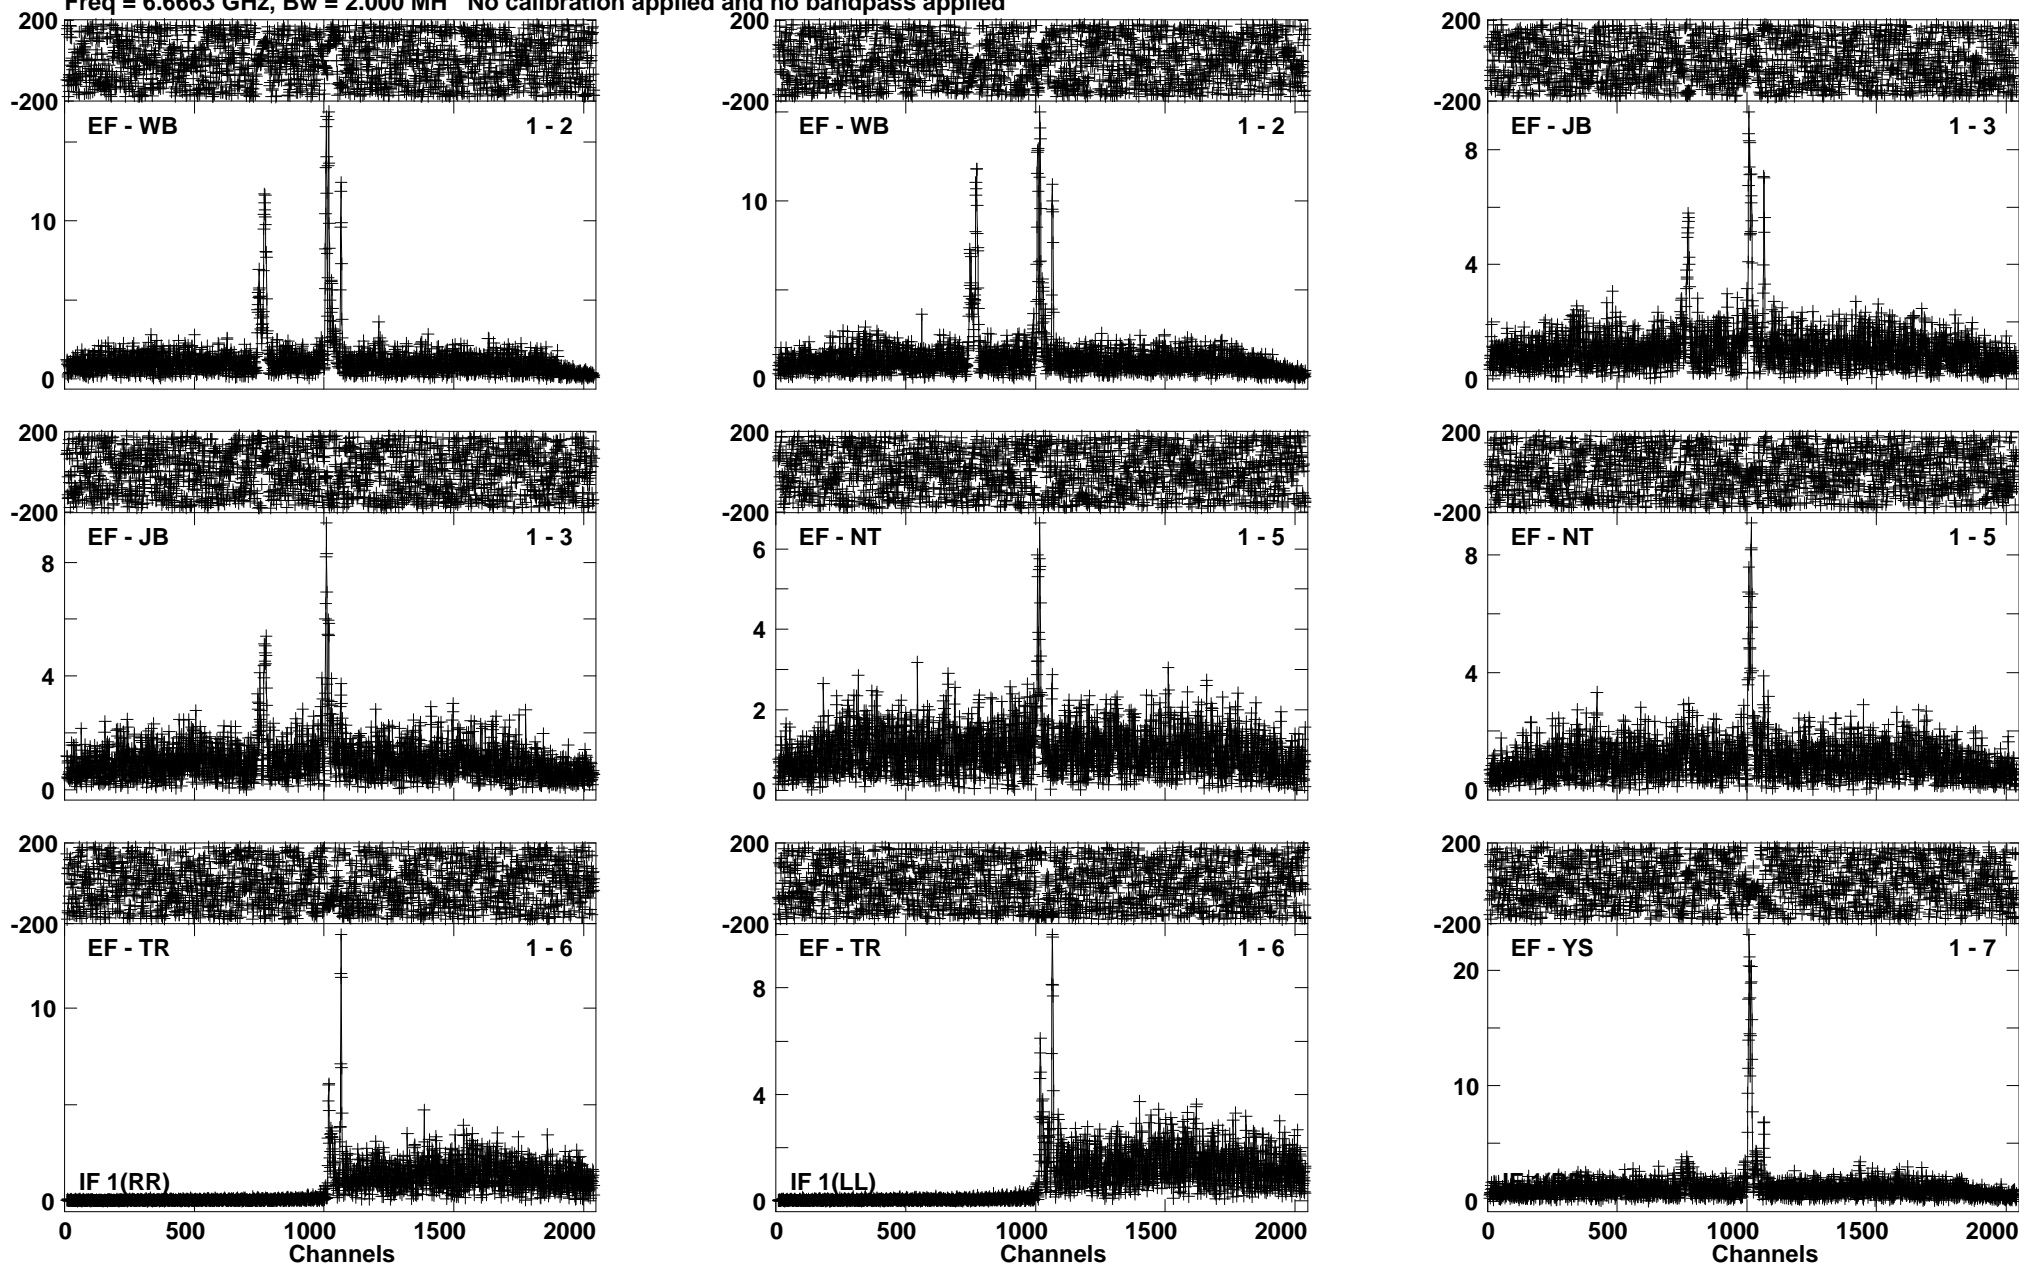 Freq = 6.6663 GHz, Bw = 2.000 MH No calibration applied and no bandpass applied
200 200 200
-200 -200 -200
EF - WB 1 - 2 EF - WB 1 - 2 EF - JB 1 - 3
8
10 10
4
0 0 0
200 200 200
-200 -200 -200
EF - JB 1 - 3 EF - NT 1 - 5 EF - NT 1 - 5
8 6 8
4 4 4
2
0 0 0
200 200 200
-200 -200 -200
EF - TR 1 - 6 EF - TR 1 - 6 EF - YS 1 - 7
10 8 20
4 10
IF 1(RR) IF 1(LL)
0 0 0
0 500 1000 1500 2000 0 500 1000 1500 2000 0 500 1000 1500 2000
Channels Channels Channels